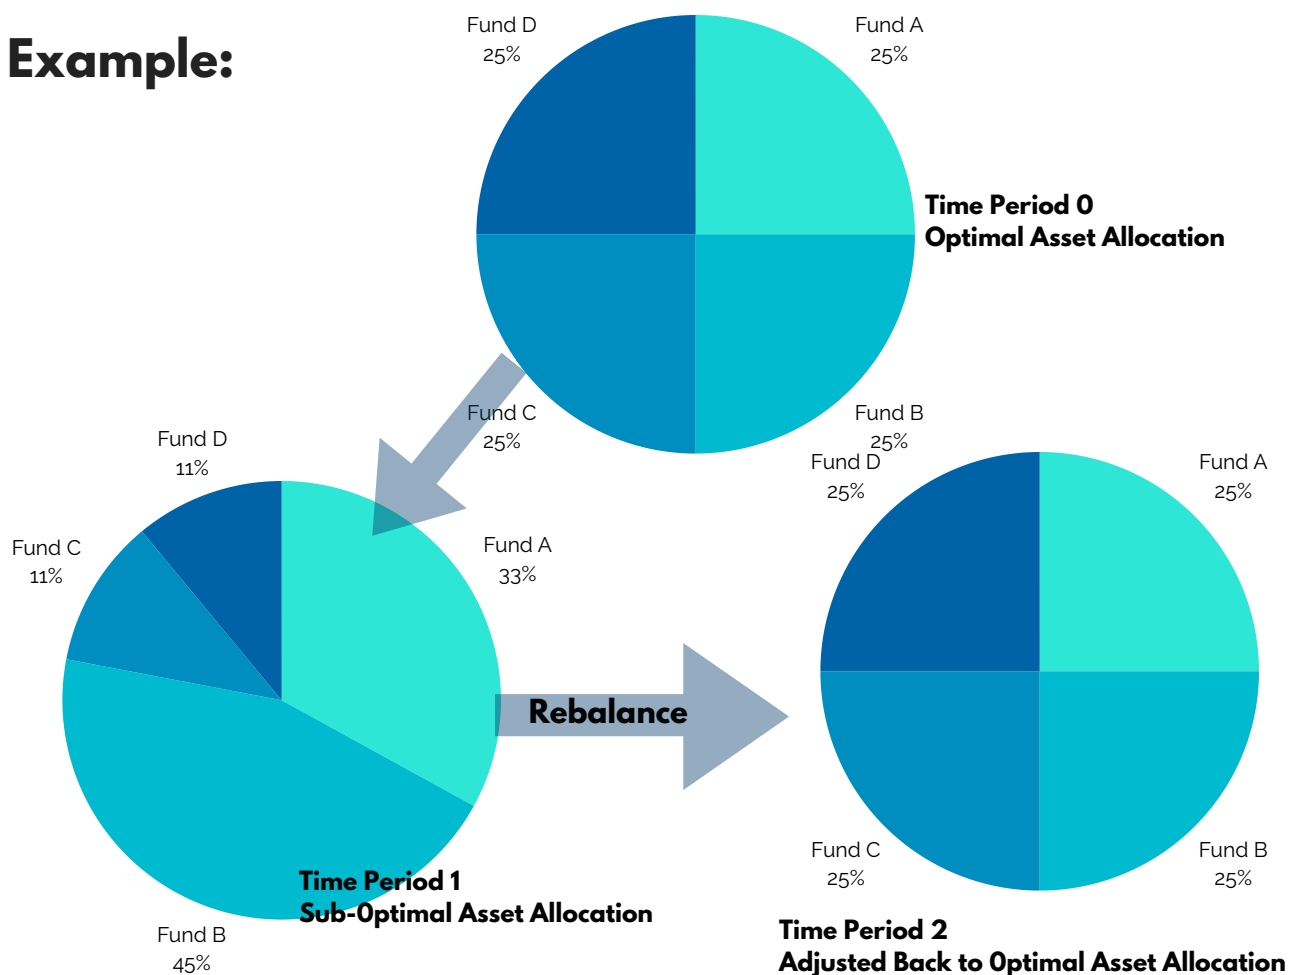 Example:
Fund D
25%
Fund A
25%
Time Period 0
Optimal Asset Allocation
Fund C
25%
Fund B
25%
Fund D
11%
Fund C
11%
Fund A
33%
Fund B
45%
Time Period 1
Sub-Optimal Asset Allocation
Rebalance
Fund D
25%
Fund A
25%
Fund C
25%
Fund B
25%
Time Period 2
Adjusted Back to Optimal Asset Allocation